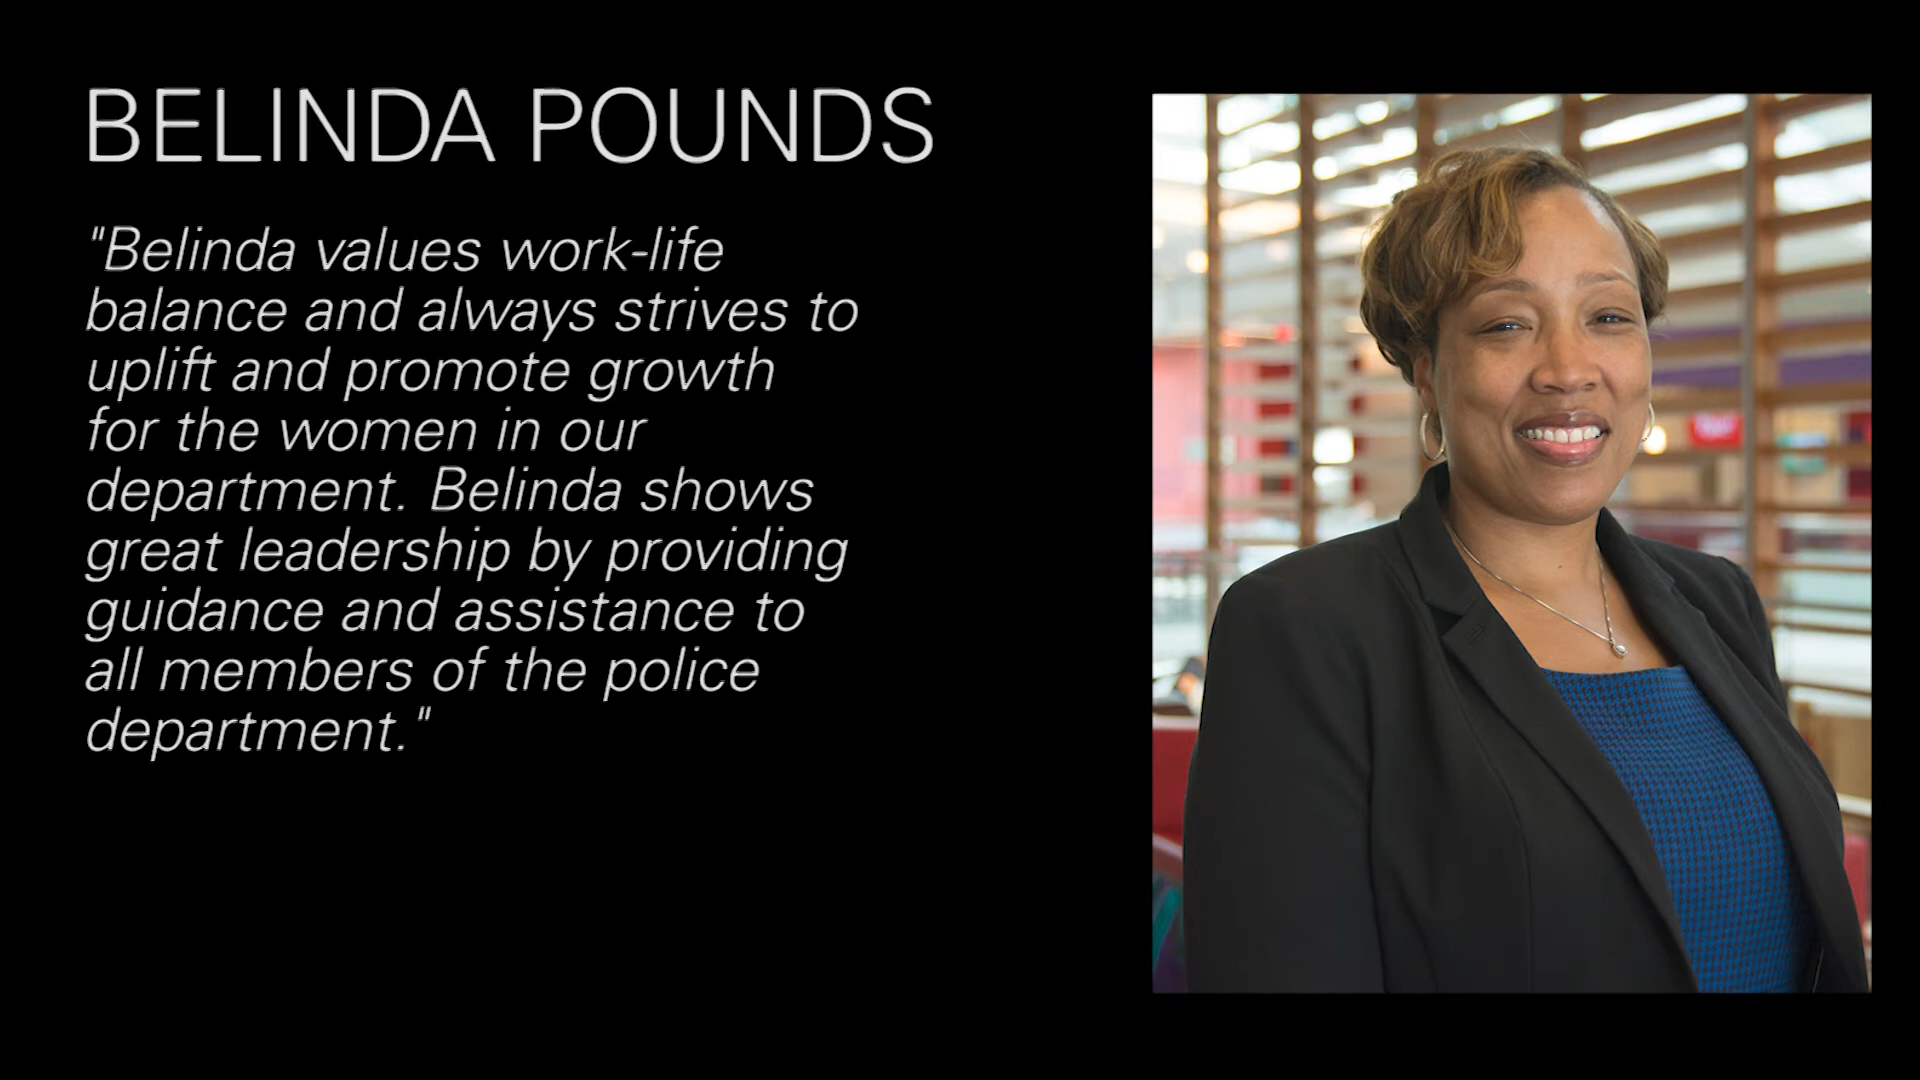 BELINDA POUNDS
"Belinda values work-life
balance and always strives to
uplift and promote growth
for the women in our
department. Belinda shows
great leadership by providing
guidance and assistance to
all members of the police
department."